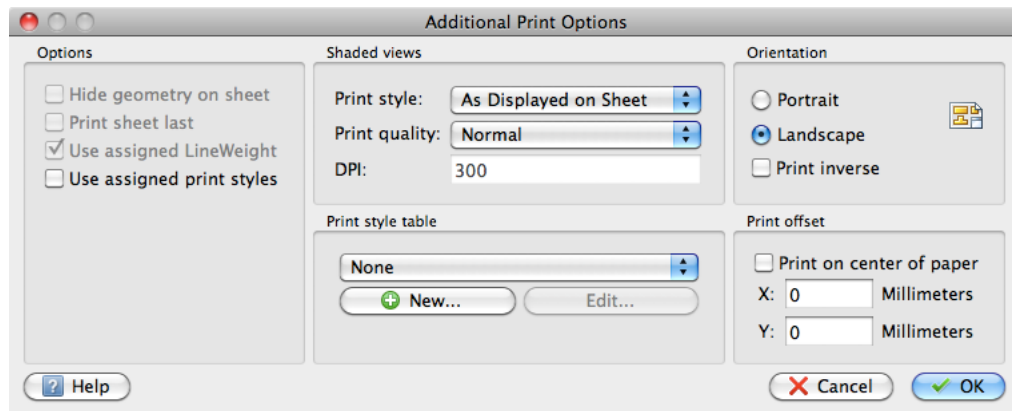 Additional Print Options
Options
Hide geometry on sheet
Print sheet last
Use assigned LineWeight
Use assigned print styles
Shaded views
Print style: As Displayed on Sheet
Print quality: Normal
DPI: 300
Print style table
None
New...
Edit...
Orientation
Portrait
Landscape
Print inverse
Print offset
Print on center of paper
X: 0 Millimeters
Y: 0 Millimeters
? Help
Cancel
OK